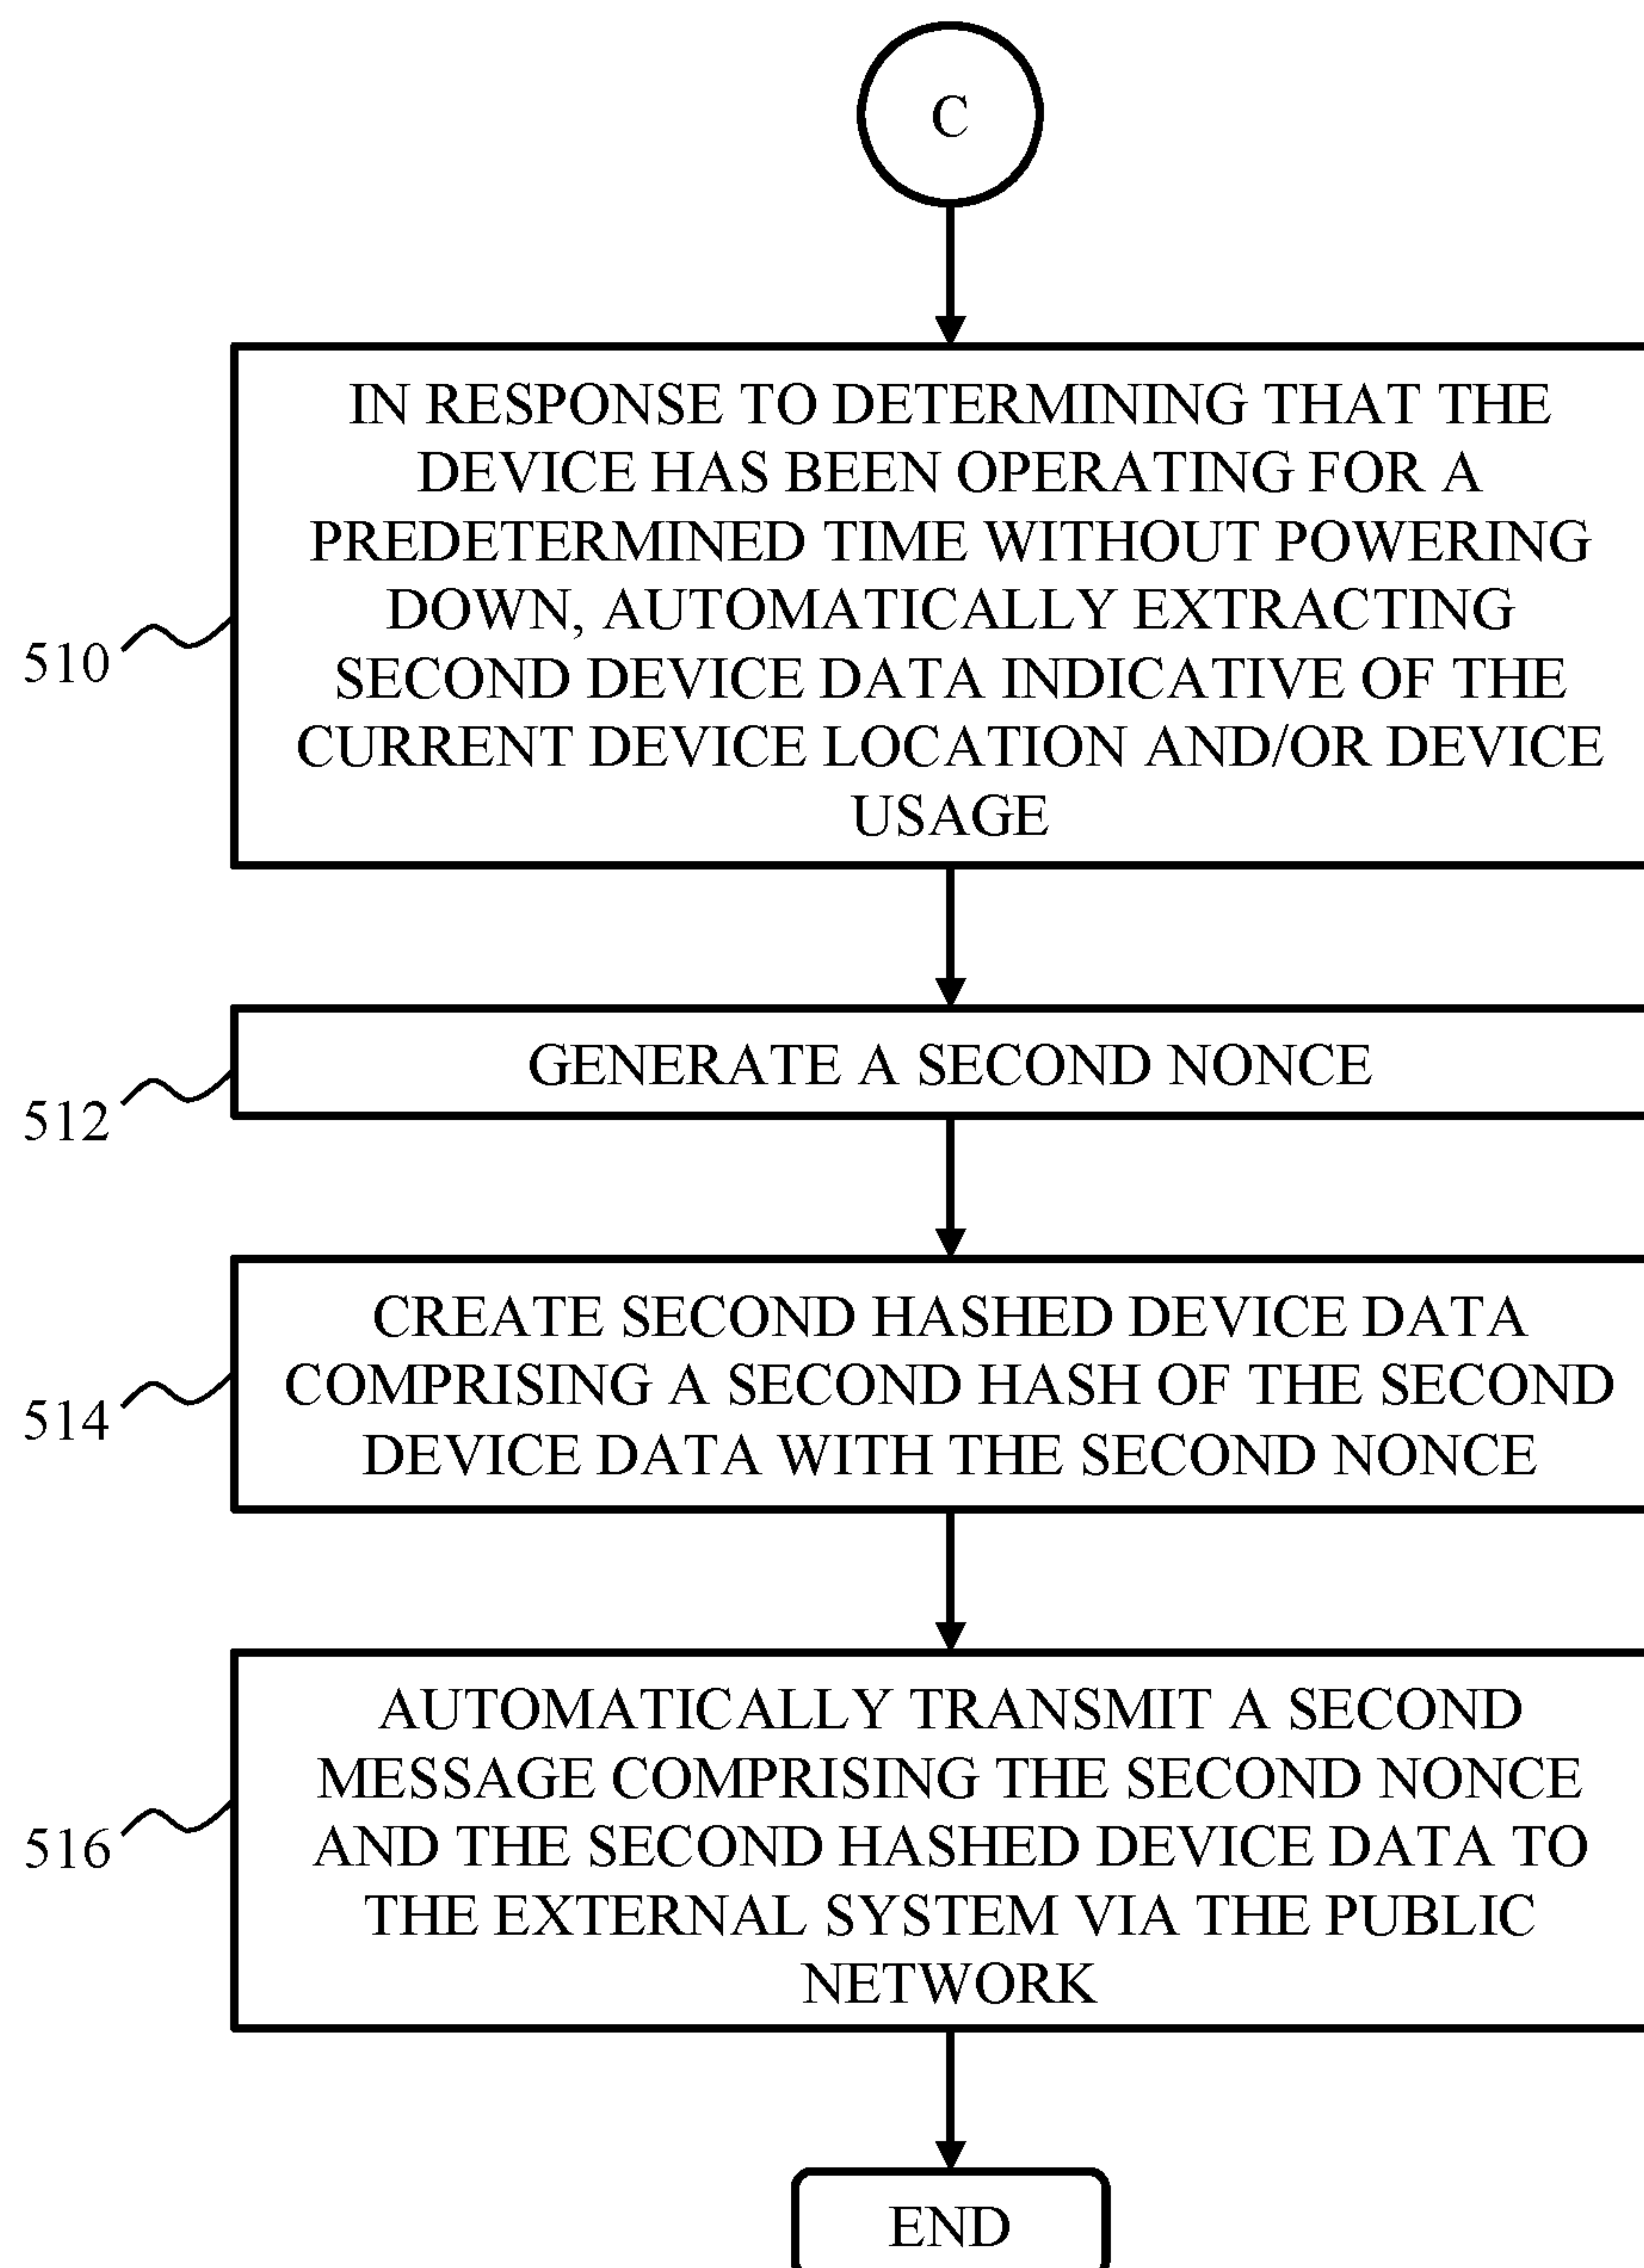 C
IN RESPONSE TO DETERMINING THAT THE
DEVICE HAS BEEN OPERATING FOR A
PREDETERMINED TIME WITHOUT POWERING
DOWN, AUTOMATICALLY EXTRACTING
SECOND DEVICE DATA INDICATIVE OF THE
CURRENT DEVICE LOCATION AND/OR DEVICE
USAGE
510
GENERATE A SECOND NONCE
512
CREATE SECOND HASHED DEVICE DATA
COMPRISING A SECOND HASH OF THE SECOND
DEVICE DATA WITH THE SECOND NONCE
514
AUTOMATICALLY TRANSMIT A SECOND
MESSAGE COMPRISING THE SECOND NONCE
AND THE SECOND HASHED DEVICE DATA TO
THE EXTERNAL SYSTEM VIA THE PUBLIC
NETWORK
516
END